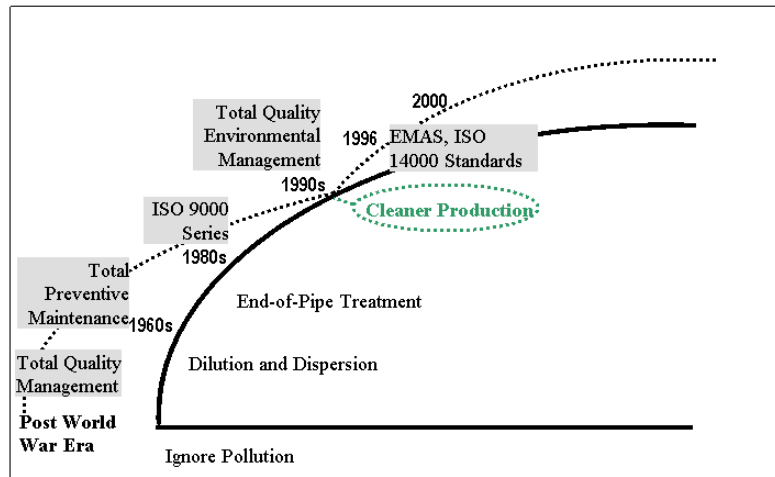 2000
Total Quality
Environmental
Management
1996
EMAS, ISO
14000 Standards
1990s
ISO 9000
Series
Cleaner Production
1980s
Total
Preventive
Maintenance
End-of-Pipe Treatment
1960s
Total Quality
Management
Dilution and Dispersion
Post World
War Era
Ignore Pollution